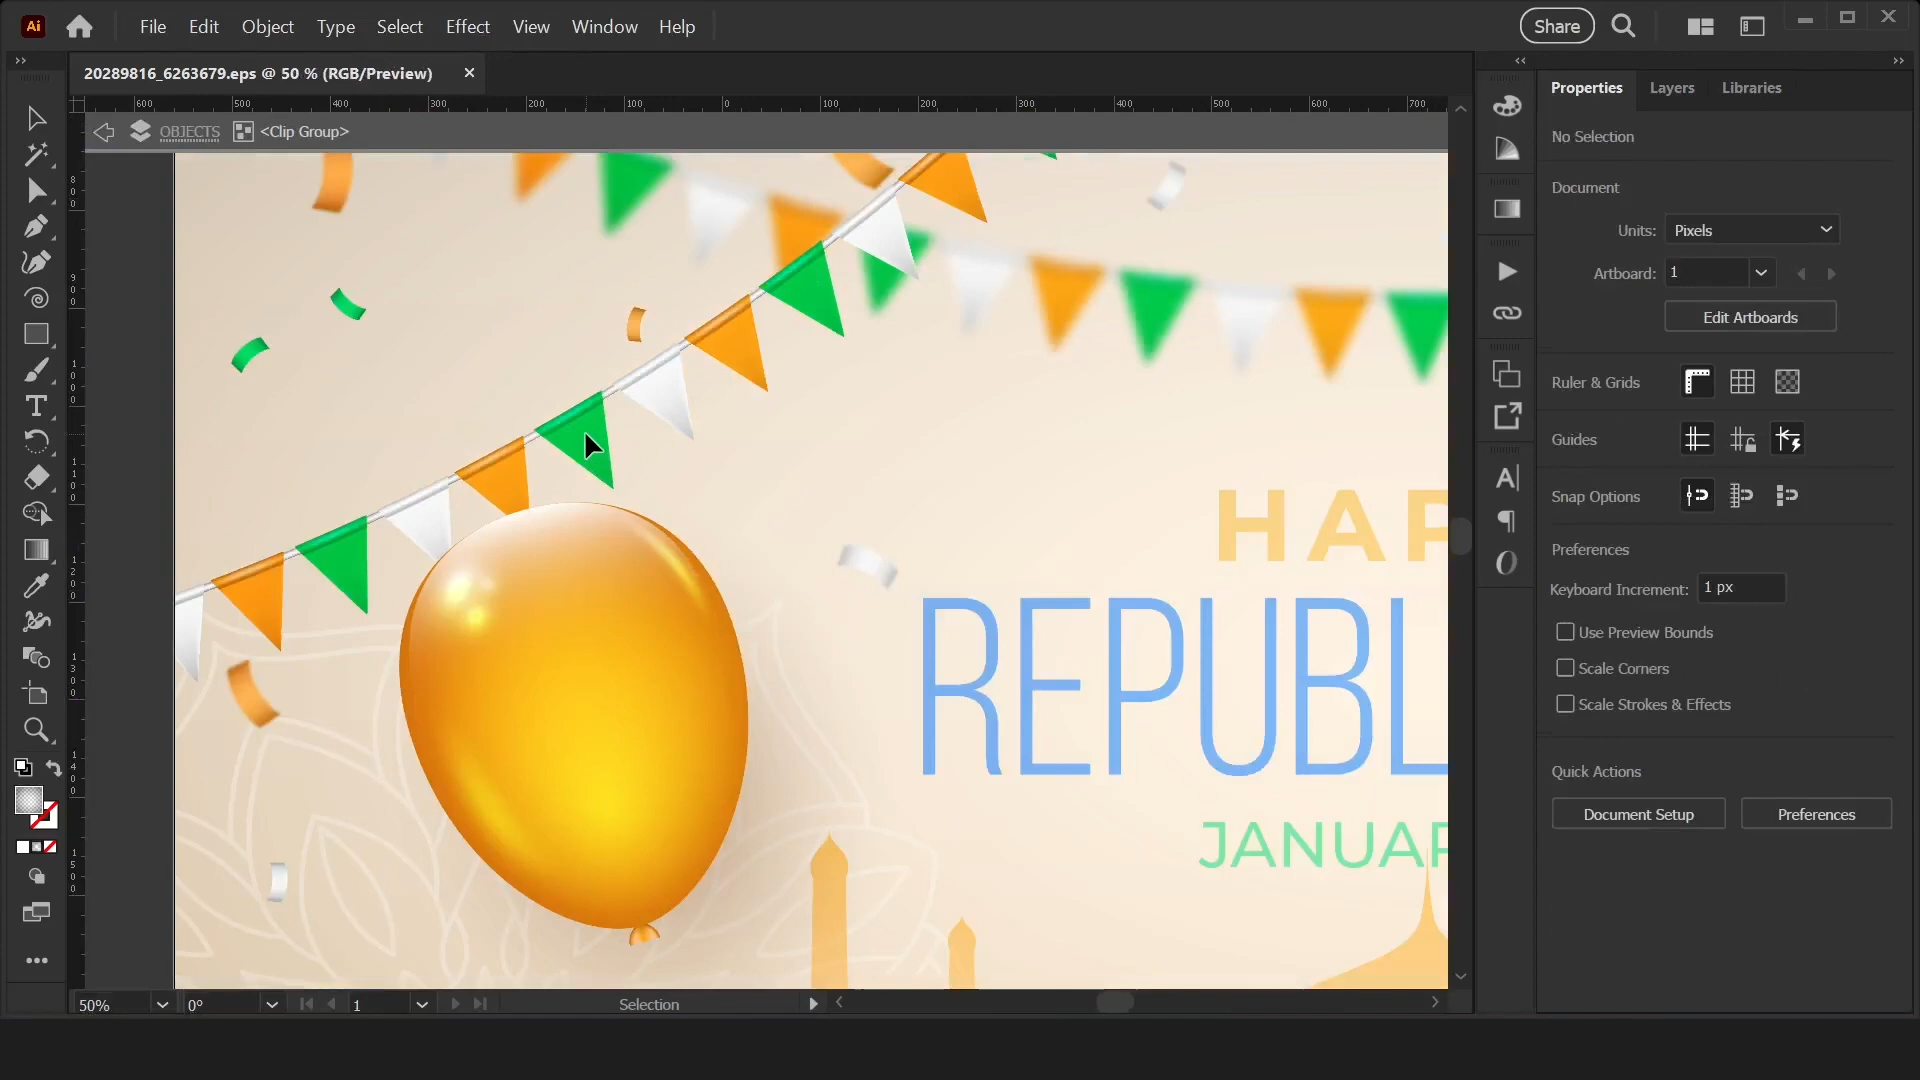 Ai File Edit Object Type Select Effect View Window Help Share
20289816_6263679.eps @ 50 % (RGB/Preview) ×
600 500 400 300 200 100 0 100 200 300 400 500 600 700
OBJECTS <Clip Group>
HAP
REPUBL
JANUAR
50% 0° 1 Selection
Properties Layers Libraries
No Selection
Document
Units: Pixels
Artboard: 1
Edit Artboards
Ruler & Grids
Guides
Snap Options
Preferences
Keyboard Increment: 1 px
Use Preview Bounds
Scale Corners
Scale Strokes & Effects
Quick Actions
Document Setup Preferences